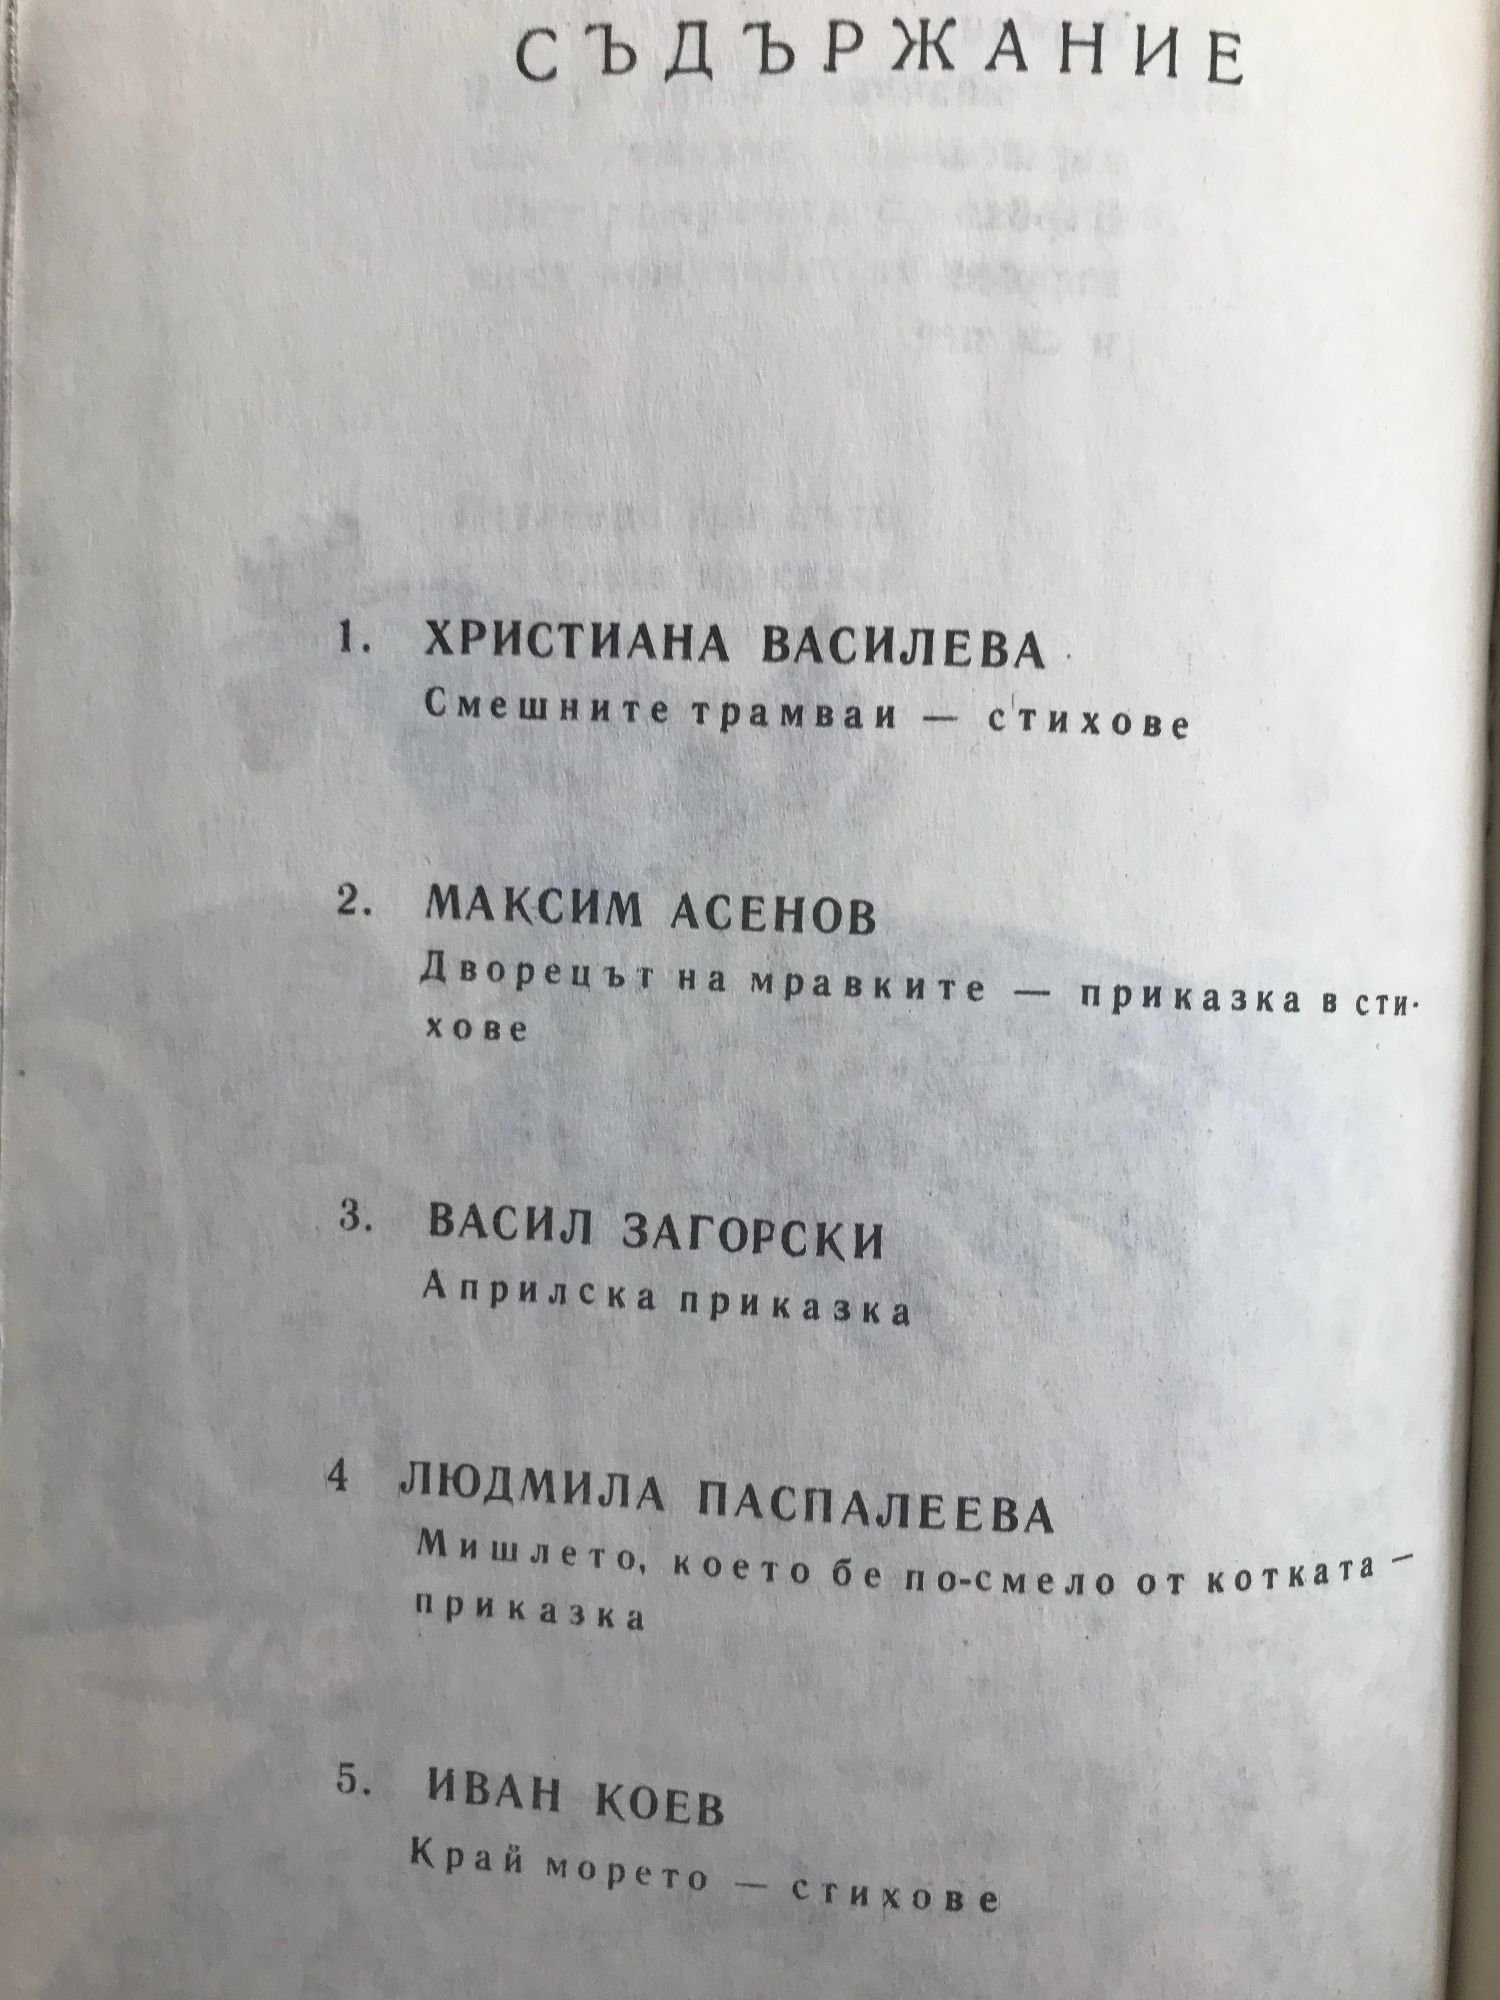 СЪДЪРЖАНИЕ
1. ХРИСТИАНА ВАСИЛЕВА
Смешните трамваи — стихове
2. МАКСИМ АСЕНОВ
Дворецът на мравките — приказка в сти-
хове
3. ВАСИЛ ЗАГОРСКИ
Априлска приказка
4 ЛЮДМИЛА ПАСПАЛЕЕВА
Мишлето, което бе по-смело от котката —
приказка
5. ИВАН КОЕВ
Край морето — стихове